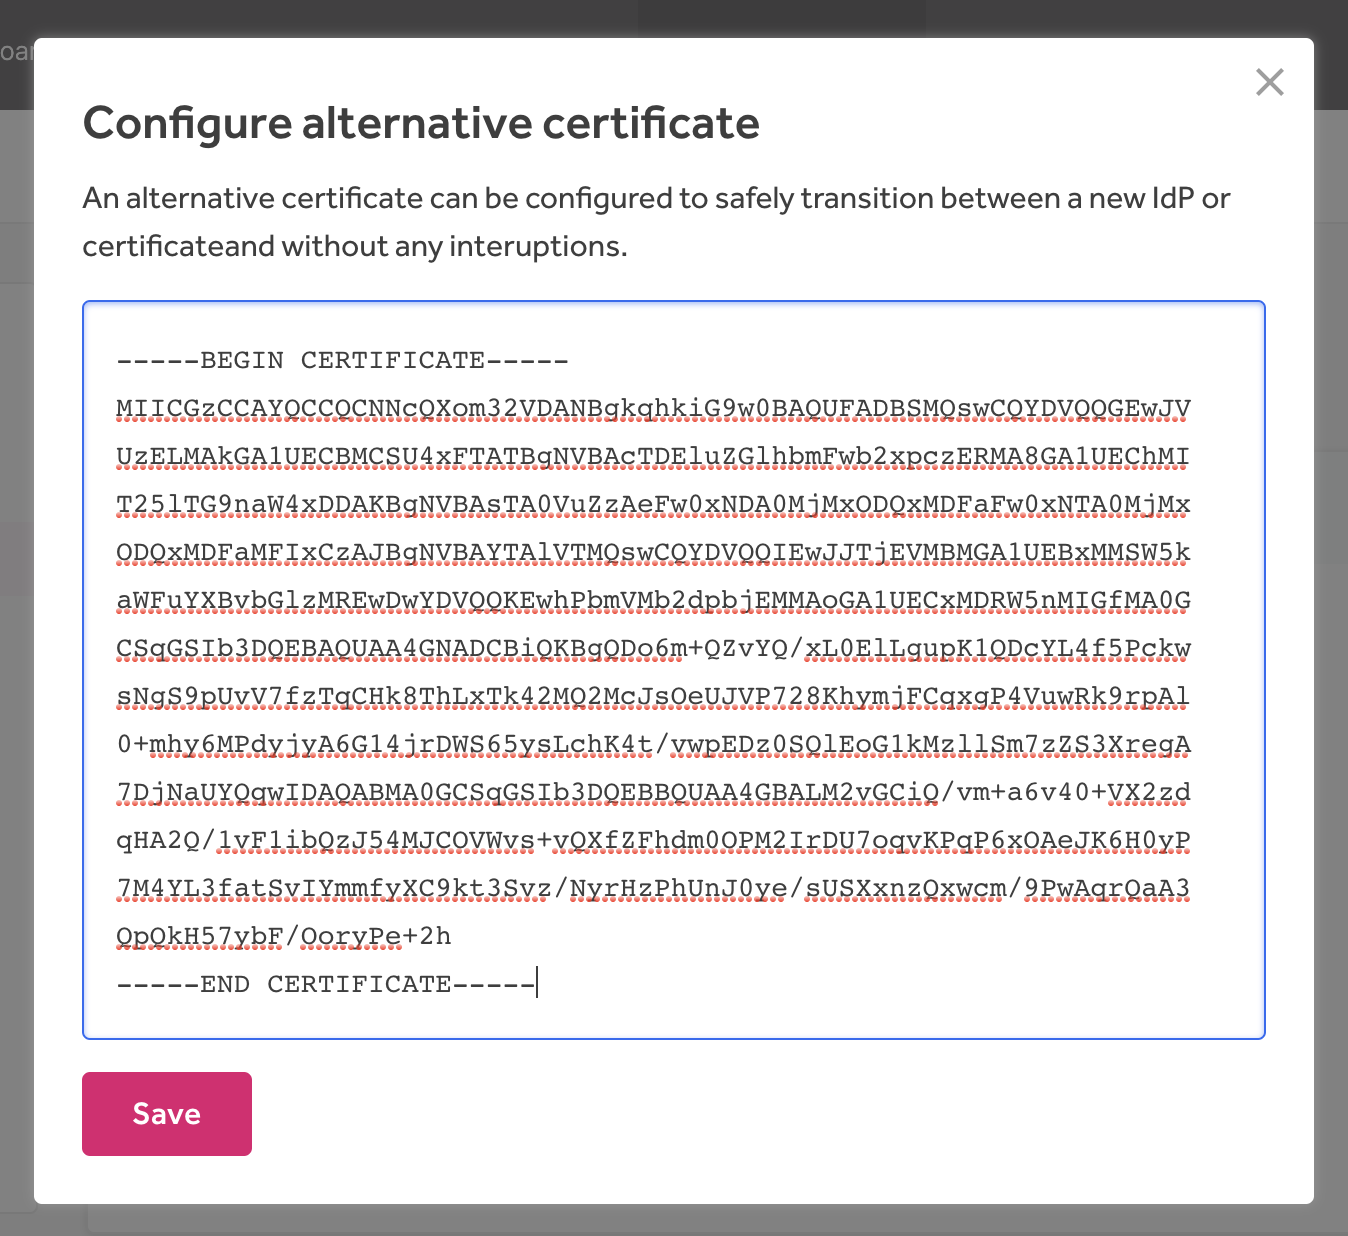 oar
Configure alternative certificate
An alternative certificate can be configured to safely transition between a new IdP or
certificateand without any interuptions.
-----BEGIN CERTIFICATE-----
MIICGzCCAYQCCQCNNcQXom32VDANBgkqhkiG9w0BAQUFADBSMQswCQYDVQQGEwJV
UzELMAkGA1UECBMCSU4xFTATBgNVBAcTDEluZGlhbmFwb2xpczERMA8GA1UEChMI
T25lTG9naW4xDDAKBgNVBAsTA0VuZzAeFw0xNDA0MjMxODQxMDFaFw0xNTA0MjMx
ODQxMDFaMFIxCzAJBgNVBAYTAlVTMQswCQYDVQQIEwJJTjEVMBMGA1UEBxMMSW5k
aWFuYXBvbGlzMREwDwYDVQQKEwhPbmVMb2dpbjEMMAoGA1UECxMDRW5nMIGfMA0G
CSqGSIb3DQEBAQUAA4GNADCBiQKBgQDo6m+QZvYQ/xL0ElLgupK1QDcYL4f5Pckw
sNgS9pUvV7fzTqCHk8ThLxTk42MQ2McJsOeUJVP728KhymjFCqxgP4VuwRk9rpAl
0+mhy6MPdyjyA6G14jrDWS65ysLchK4t/vwpEDz0SQlEoG1kMzllSm7zZS3XregA
7DjNaUYQqwIDAQABMA0GCSqGSIb3DQEBBQUAA4GBALM2vGCiQ/vm+a6v40+VX2zd
qHA2Q/1vF1ibQzJ54MJCOVWvs+vQXfZFhdm0OPM2IrDU7oqvKPqP6xOAeJK6H0yP
7M4YL3fatSvIYmmfyXC9kt3Svz/NyrHzPhUnJ0ye/sUSXxnzQxwcm/9PwAqrQaA3
QpQkH57ybF/OoryPe+2h
-----END CERTIFICATE-----
Save